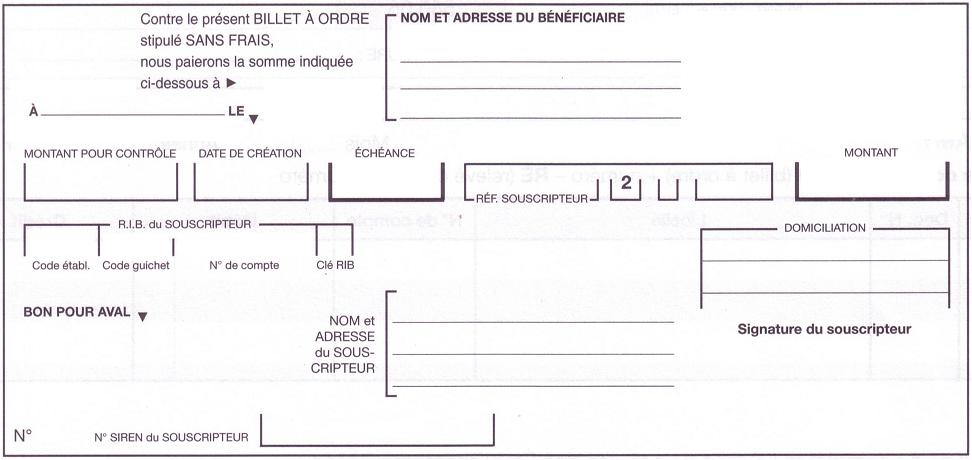 Contre le présent BILLET À ORDRE
stipulé SANS FRAIS,
nous paierons la somme indiquée
ci-dessous à ►
NOM ET ADRESSE DU BÉNÉFICIAIRE
À LE ▼
MONTANT POUR CONTRÔLE DATE DE CRÉATION ÉCHÉANCE MONTANT
RÉF. SOUSCRIPTEUR 2
R.I.B. du SOUSCRIPTEUR
Code établ. Code guichet N° de compte Clé RIB
DOMICILIATION
BON POUR AVAL ▼
NOM et
ADRESSE
du SOUS-
CRIPTEUR
Signature du souscripteur
N° N° SIREN du SOUSCRIPTEUR